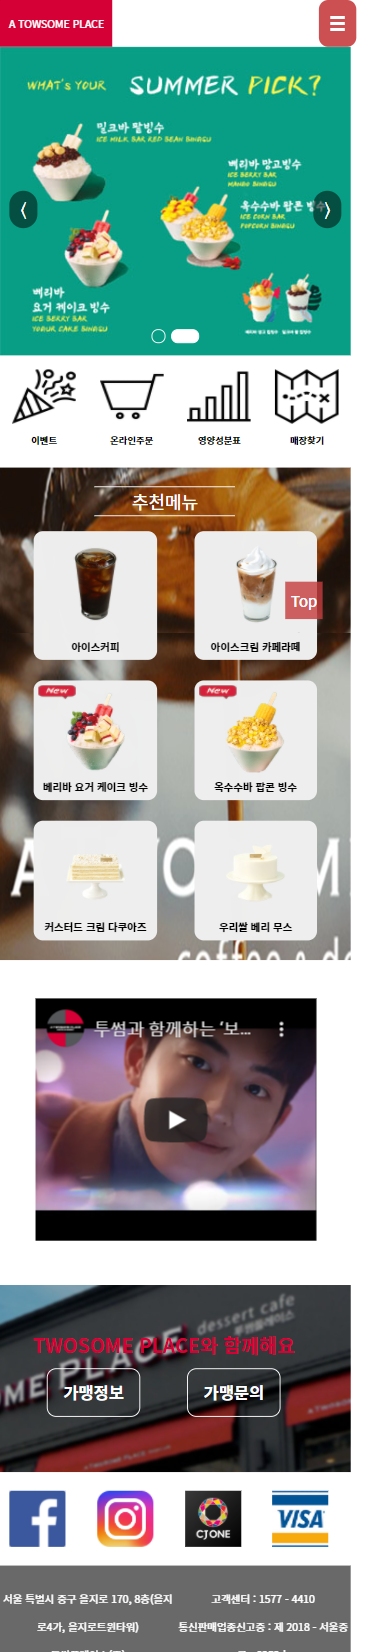 A TOWSOME PLACE
WHAT'S YOUR SUMMER PICK?
밀크바 팥빙수
ICE MILK BAR RED BEAN BINGSU
베리바 망고빙수
ICE BERRY BAR
MANGO BINGSU
옥수수바 팝콘 빙수
ICE CORN BAR
POPCORN BINGSU
베리바
요거 케이크 빙수
ICE BERRY BAR
YOGUR CAKE BINGSU
이벤트
온라인주문
영양성분표
매장찾기
추천메뉴
아이스커피
아이스크림 카페라떼
Top
New
New
베리바 요거 케이크 빙수
옥수수바 팝콘 빙수
커스터드 크림 다쿠아즈
우리쌀 베리 무스
투썸과 함께하는 '보...
dessert cafe
TWOSOME PLACE와 함께해요
OME PLACE
가맹정보
가맹문의
CJ ONE
VISA
서울 특별시 중구 을지로 170, 8층(을지
로4가, 을지로트윈타워)
고객센터 : 1577 - 4410
통신판매업종신고증 : 제 2018 - 서울중